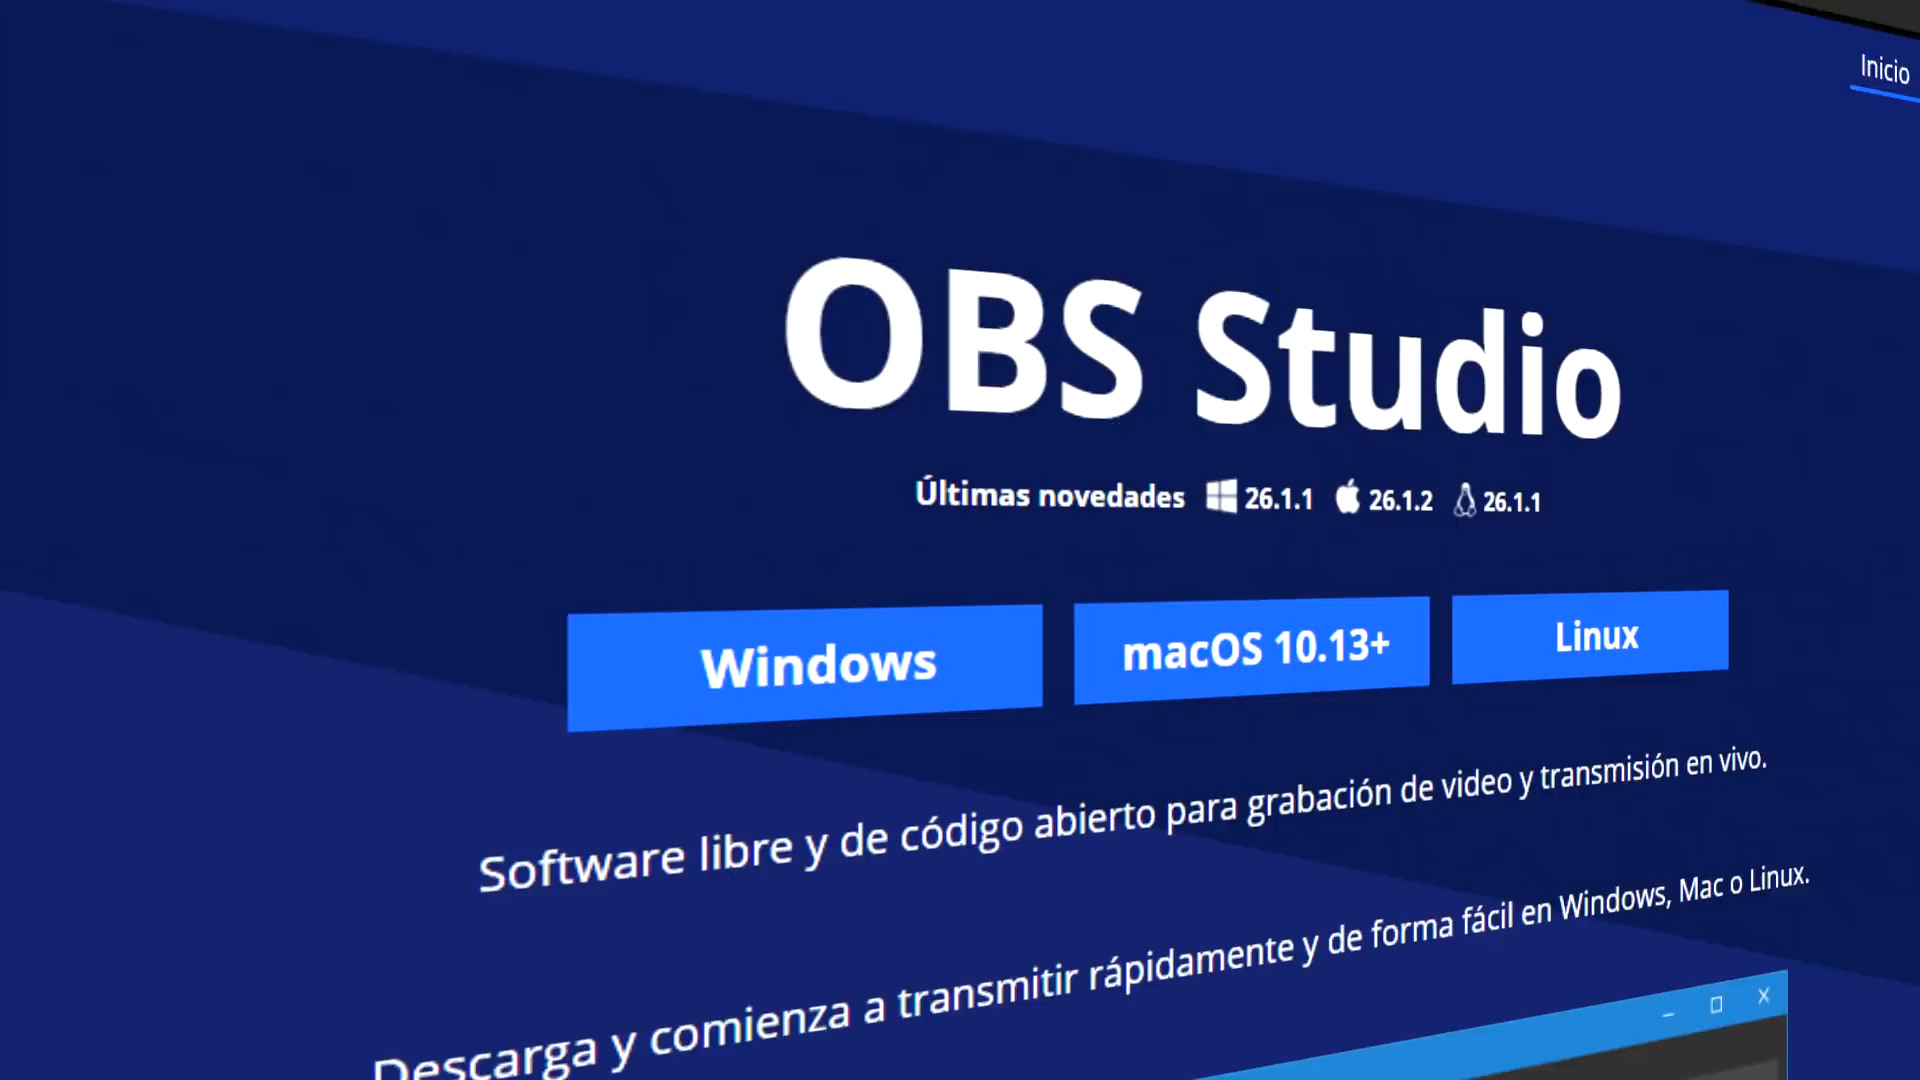 Inicio
OBS Studio
Últimas novedades 26.1.1 26.1.2 26.1.1
Windows macOS 10.13+ Linux
Software libre y de código abierto para grabación de video y transmisión en vivo.
Descarga y comienza a transmitir rápidamente y de forma fácil en Windows, Mac o Linux.